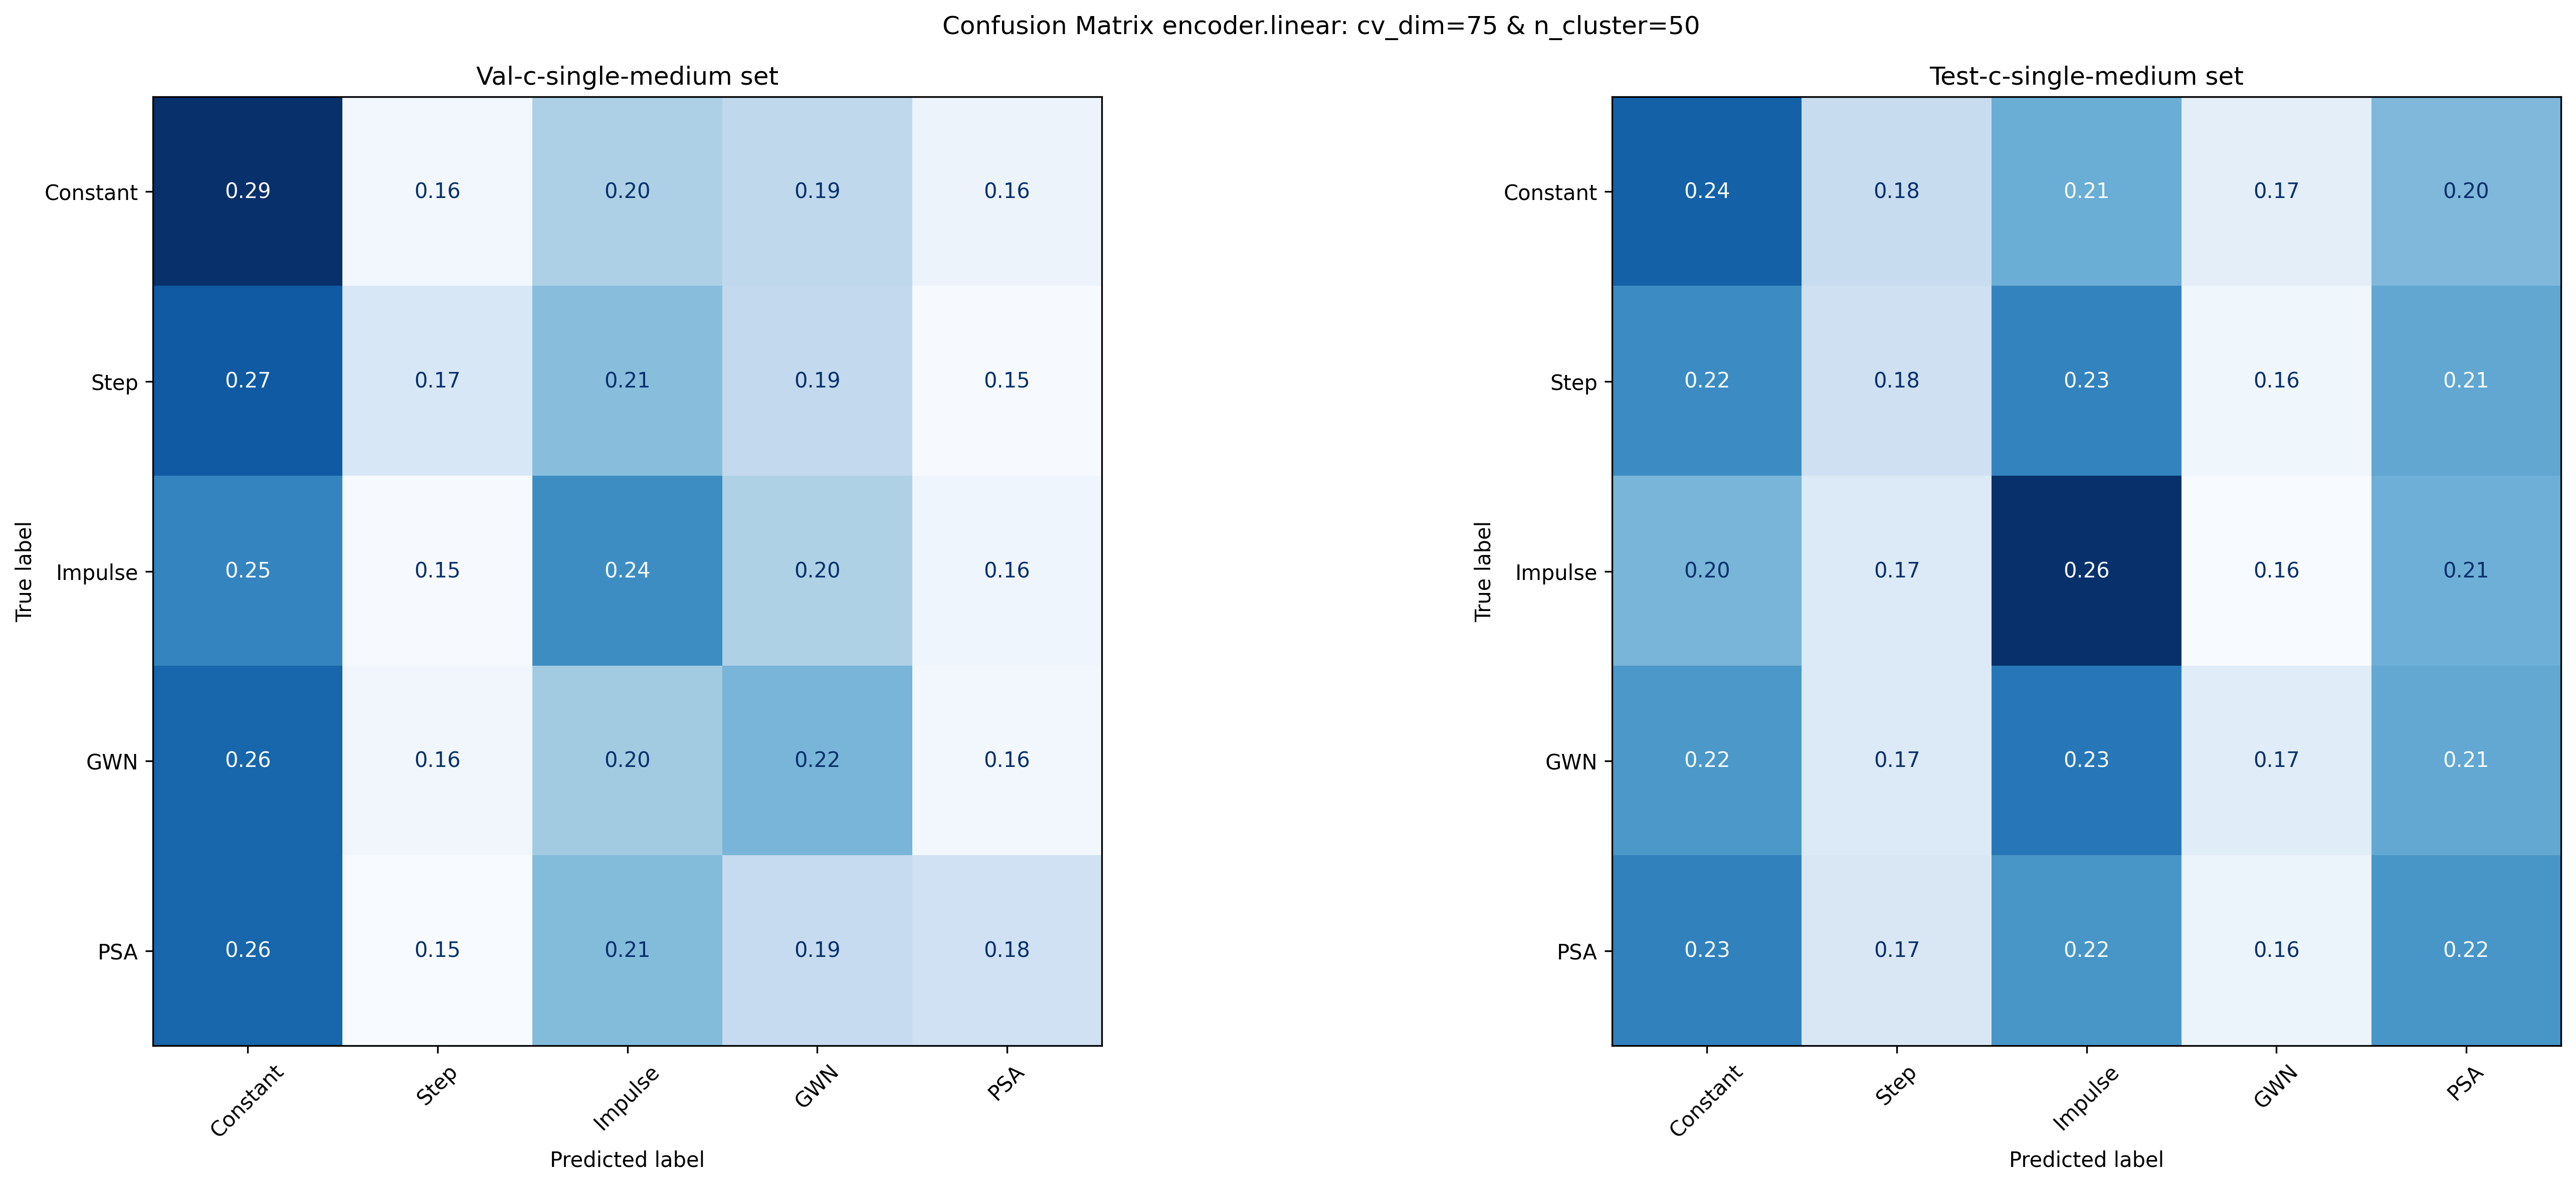 Confusion Matrix encoder.linear: cv_dim=75 & n_cluster=50
Val-c-single-medium set
True label
Constant 0.29 0.16 0.20 0.19 0.16
Step 0.27 0.17 0.21 0.19 0.15
Impulse 0.25 0.15 0.24 0.20 0.16
GWN 0.26 0.16 0.20 0.22 0.16
PSA 0.26 0.15 0.21 0.19 0.18
Constant Step Impulse GWN PSA
Predicted label
Test-c-single-medium set
True label
Constant 0.24 0.18 0.21 0.17 0.20
Step 0.22 0.18 0.23 0.16 0.21
Impulse 0.20 0.17 0.26 0.16 0.21
GWN 0.22 0.17 0.23 0.17 0.21
PSA 0.23 0.17 0.22 0.16 0.22
Constant Step Impulse GWN PSA
Predicted label